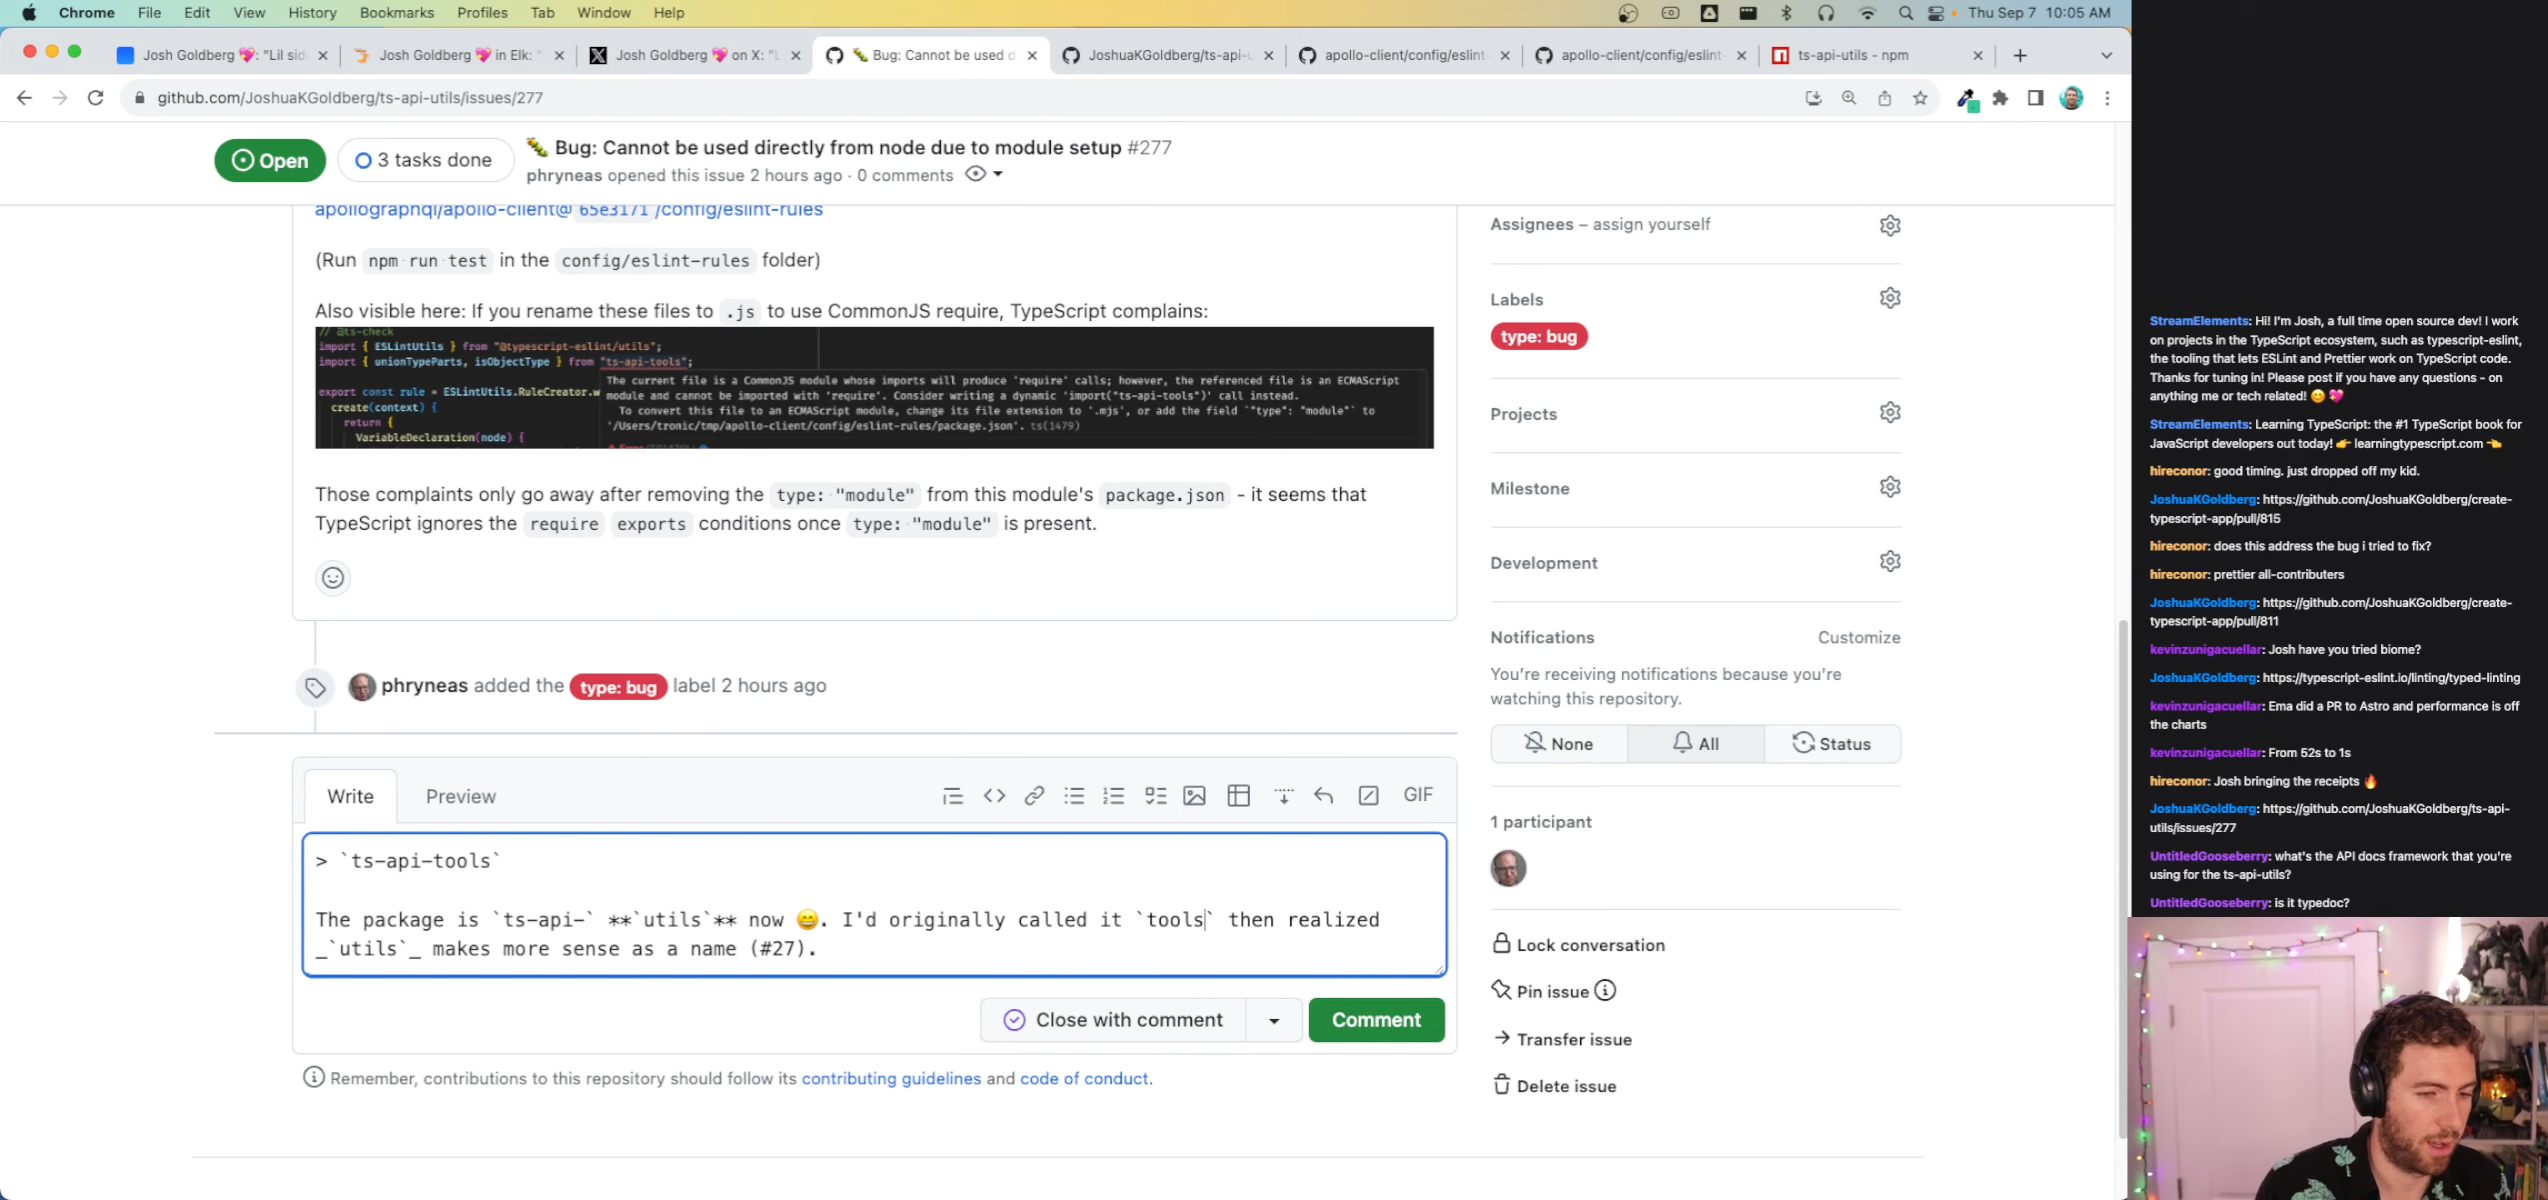 Chrome File Edit View History Bookmarks Profiles Tab Window Help Thu Sep 7 10:05 AM
Josh Goldberg 💖: "Lil sid Josh Goldberg 💖 in Elk: " Josh Goldberg 💖 on X: "L 🐛 Bug: Cannot be used d JoshuaKGoldberg/ts-api-u apollo-client/config/eslint- apollo-client/config/eslint- ts-api-utils - npm
github.com/JoshuaKGoldberg/ts-api-utils/issues/277
Open 3 tasks done 🐛 Bug: Cannot be used directly from node due to module setup #277
phryneas opened this issue 2 hours ago · 0 comments
apollographql/apollo-client@65e3171/config/eslint-rules
(Run npm run test in the config/eslint-rules folder)
Also visible here: If you rename these files to .js to use CommonJS require, TypeScript complains:
// @ts-check
import { ESLintUtils } from "@typescript-eslint/utils";
import { unionTypeParts, isObjectType } from "ts-api-tools";
The current file is a CommonJS module whose imports will produce 'require' calls; however, the referenced file is an ECMAScript
export const rule = ESLintUtils.RuleCreator.w module and cannot be imported with 'require'. Consider writing a dynamic 'import("ts-api-tools")' call instead.
create(context) { To convert this file to an ECMAScript module, change its file extension to '.mjs', or add the field `"type": "module"` to
return { '/Users/tronic/tmp/apollo-client/config/eslint-rules/package.json'. ts(1479)
VariableDeclaration(node) {
Those complaints only go away after removing the type: "module" from this module's package.json - it seems that
TypeScript ignores the require exports conditions once type: "module" is present.
phryneas added the type: bug label 2 hours ago
Write Preview GIF
> `ts-api-tools`
The package is `ts-api-` **`utils`** now 😄. I'd originally called it `tools` then realized
_`utils`_ makes more sense as a name (#27).
Close with comment Comment
Remember, contributions to this repository should follow its contributing guidelines and code of conduct.
Assignees – assign yourself
Labels
type: bug
Projects
Milestone
Development
Notifications Customize
You're receiving notifications because you're
watching this repository.
None All Status
1 participant
Lock conversation
Pin issue
Transfer issue
Delete issue
StreamElements: Hi! I'm Josh, a full time open source dev! I work
on projects in the TypeScript ecosystem, such as typescript-eslint,
the tooling that lets ESLint and Prettier work on TypeScript code.
Thanks for tuning in! Please post if you have any questions - on
anything me or tech related! 😊 💖
StreamElements: Learning TypeScript: the #1 TypeScript book for
JavaScript developers out today! 👉 learningtypescript.com 👈
hireconor: good timing. just dropped off my kid.
JoshuaKGoldberg: https://github.com/JoshuaKGoldberg/create-
typescript-app/pull/815
hireconor: does this address the bug i tried to fix?
hireconor: prettier all-contributers
JoshuaKGoldberg: https://github.com/JoshuaKGoldberg/create-
typescript-app/pull/811
kevinzunigacuellar: Josh have you tried biome?
JoshuaKGoldberg: https://typescript-eslint.io/linting/typed-linting
kevinzunigacuellar: Ema did a PR to Astro and performance is off
the charts
kevinzunigacuellar: From 52s to 1s
hireconor: Josh bringing the receipts 🔥
JoshuaKGoldberg: https://github.com/JoshuaKGoldberg/ts-api-
utils/issues/277
UntitledGooseberry: what's the API docs framework that you're
using for the ts-api-utils?
UntitledGooseberry: is it typedoc?